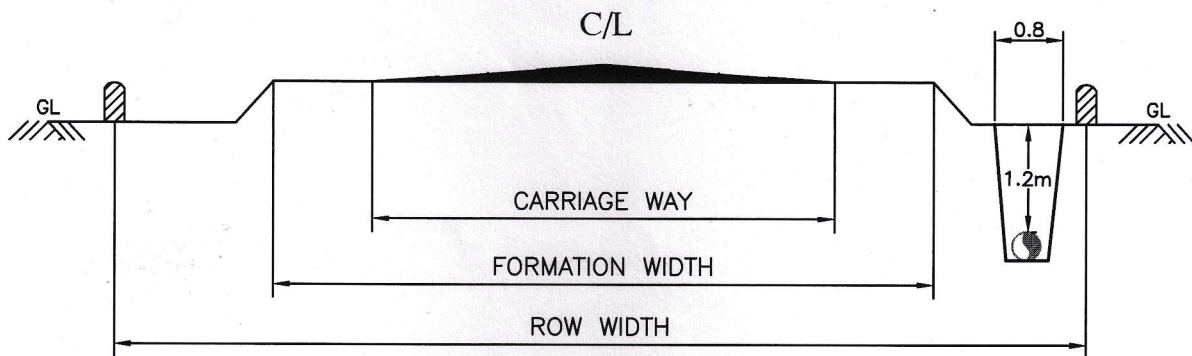 C/L
0.8
GL
GL
1.2m
CARRIAGE WAY
FORMATION WIDTH
ROW WIDTH